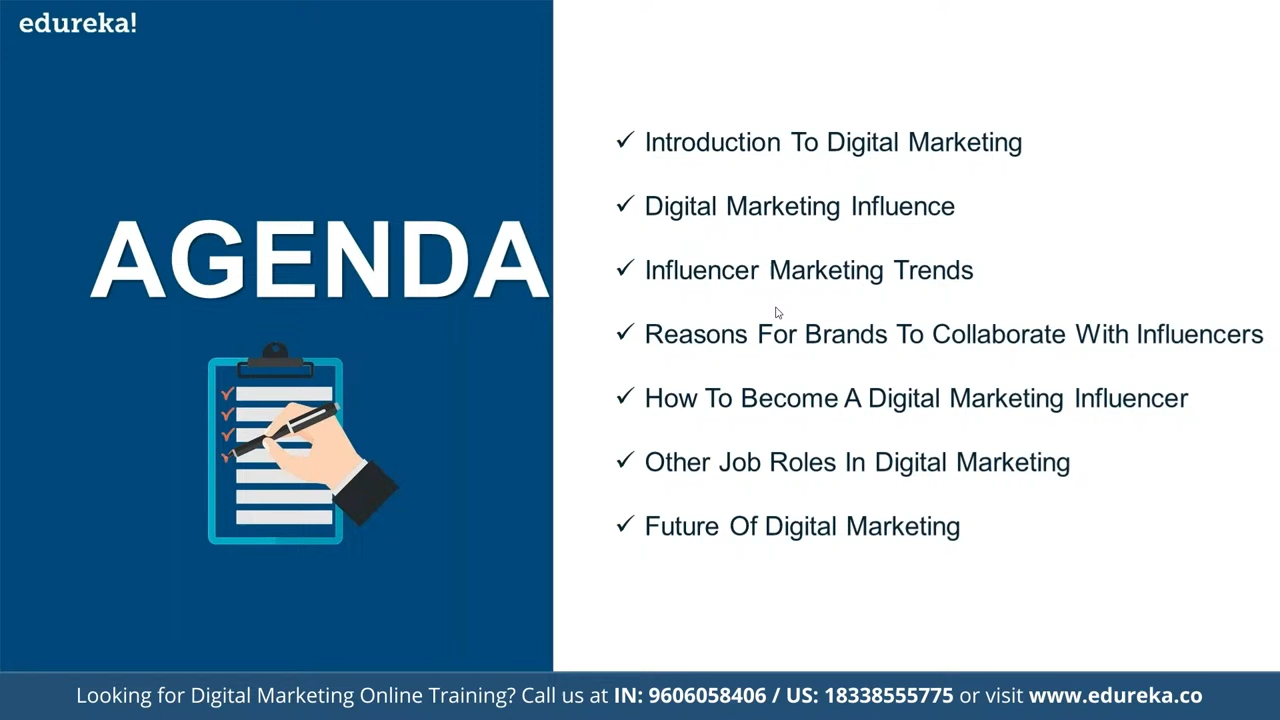 edureka!
AGENDA
✓ Introduction To Digital Marketing
✓ Digital Marketing Influence
✓ Influencer Marketing Trends
✓ Reasons For Brands To Collaborate With Influencers
✓ How To Become A Digital Marketing Influencer
✓ Other Job Roles In Digital Marketing
✓ Future Of Digital Marketing
Looking for Digital Marketing Online Training? Call us at IN: 9606058406 / US: 18338555775 or visit www.edureka.co